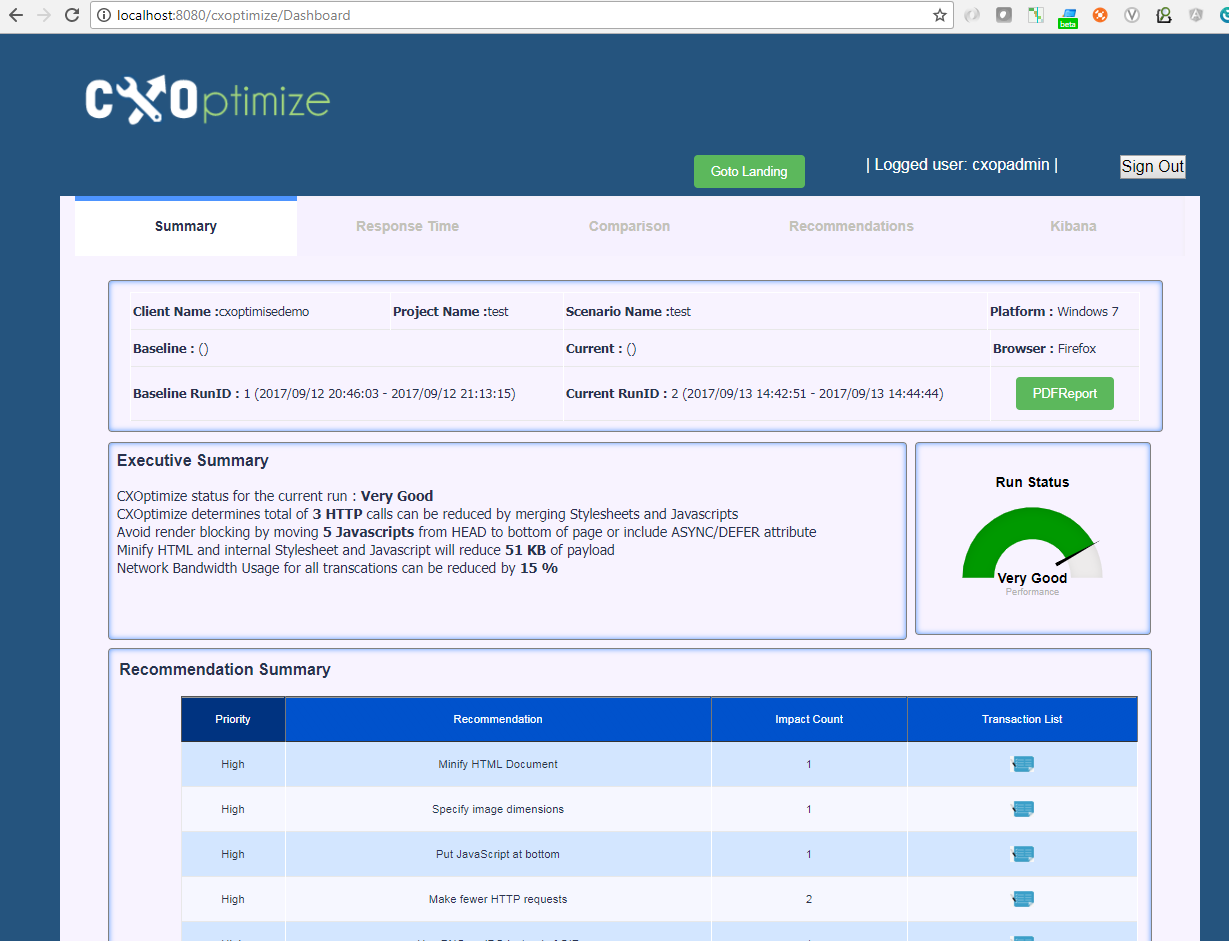 localhost:8080/cxoptimize/Dashboard
beta
CXOptimize
Goto Landing
| Logged user: cxopadmin |
Sign Out
Summary Response Time Comparison Recommendations Kibana
Client Name :cxoptimisedemo Project Name :test Scenario Name :test Platform : Windows 7
Baseline : () Current : () Browser : Firefox
Baseline RunID : 1 (2017/09/12 20:46:03 - 2017/09/12 21:13:15) Current RunID : 2 (2017/09/13 14:42:51 - 2017/09/13 14:44:44) PDFReport
Executive Summary
CXOptimize status for the current run : Very Good
CXOptimize determines total of 3 HTTP calls can be reduced by merging Stylesheets and Javascripts
Avoid render blocking by moving 5 Javascripts from HEAD to bottom of page or include ASYNC/DEFER attribute
Minify HTML and internal Stylesheet and Javascript will reduce 51 KB of payload
Network Bandwidth Usage for all transcations can be reduced by 15 %
Run Status
Very Good
Performance
Recommendation Summary
Priority Recommendation Impact Count Transaction List
High Minify HTML Document 1
High Specify image dimensions 1
High Put JavaScript at bottom 1
High Make fewer HTTP requests 2